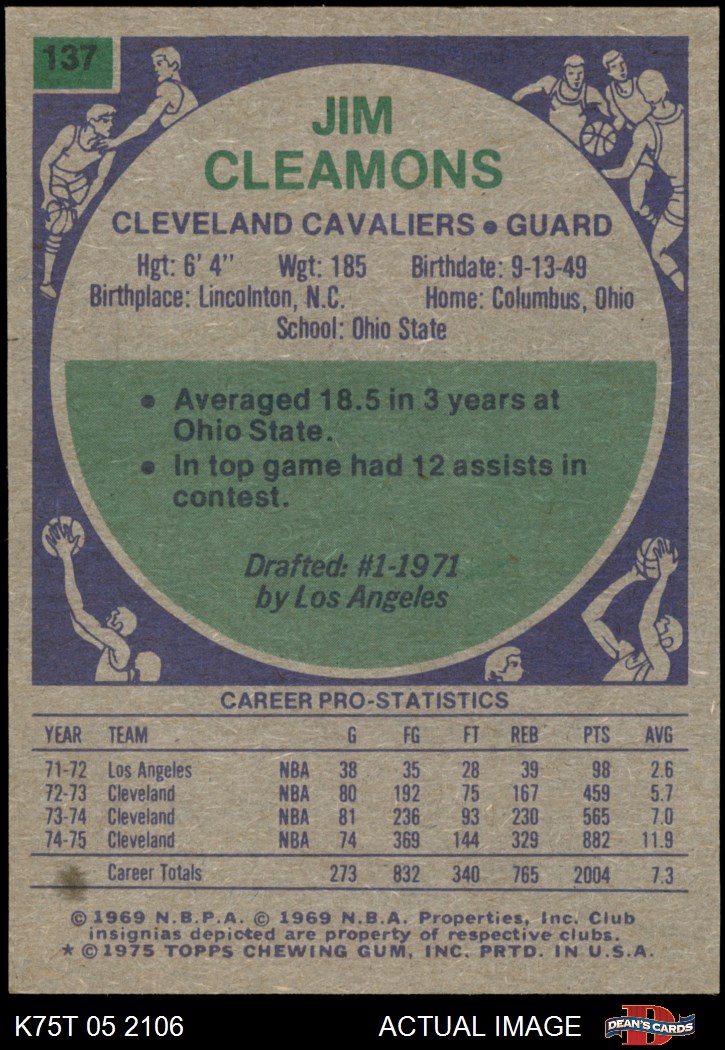 137
JIM
CLEAMONS
CLEVELAND CAVALIERS • GUARD
Hgt: 6' 4" Wgt: 185 Birthdate: 9-13-49
Birthplace: Lincolnton, N.C. Home: Columbus, Ohio
School: Ohio State
• Averaged 18.5 in 3 years at
Ohio State.
• In top game had 12 assists in
contest.
Drafted: #1-1971
by Los Angeles
CAREER PRO-STATISTICS
YEAR TEAM G FG FT REB PTS AVG
71-72 Los Angeles NBA 38 35 28 39 98 2.6
72-73 Cleveland NBA 80 192 75 167 459 5.7
73-74 Cleveland NBA 81 236 93 230 565 7.0
74-75 Cleveland NBA 74 369 144 329 882 11.9
Career Totals 273 832 340 765 2004 7.3
© 1969 N.B.P.A. © 1969 N.B.A. Properties, Inc. Club
insignias depicted are property of respective clubs.
* © 1975 TOPPS CHEWING GUM, INC. PRTD. IN U.S.A.
K75T 05 2106 ACTUAL IMAGE DEAN'S CARDS